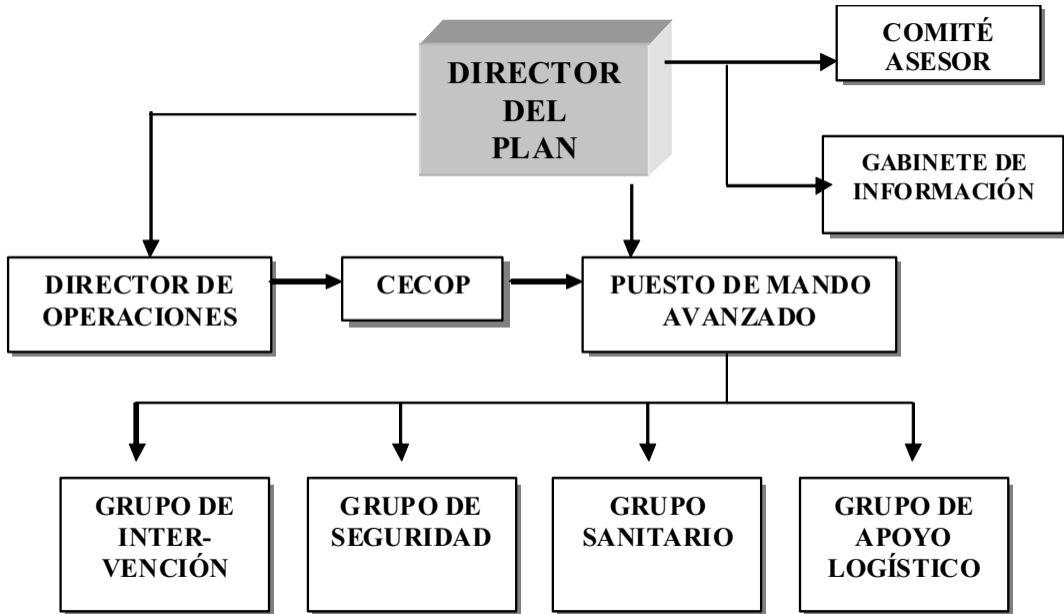 DIRECTOR
DEL
PLAN
COMITÉ
ASESOR
GABINETE DE
INFORMACIÓN
DIRECTOR DE
OPERACIONES
CECOP
PUESTO DE MANDO
AVANZADO
GRUPO DE
INTER-
VENCIÓN
GRUPO DE
SEGURIDAD
GRUPO
SANITARIO
GRUPO DE
APOYO
LOGÍSTICO